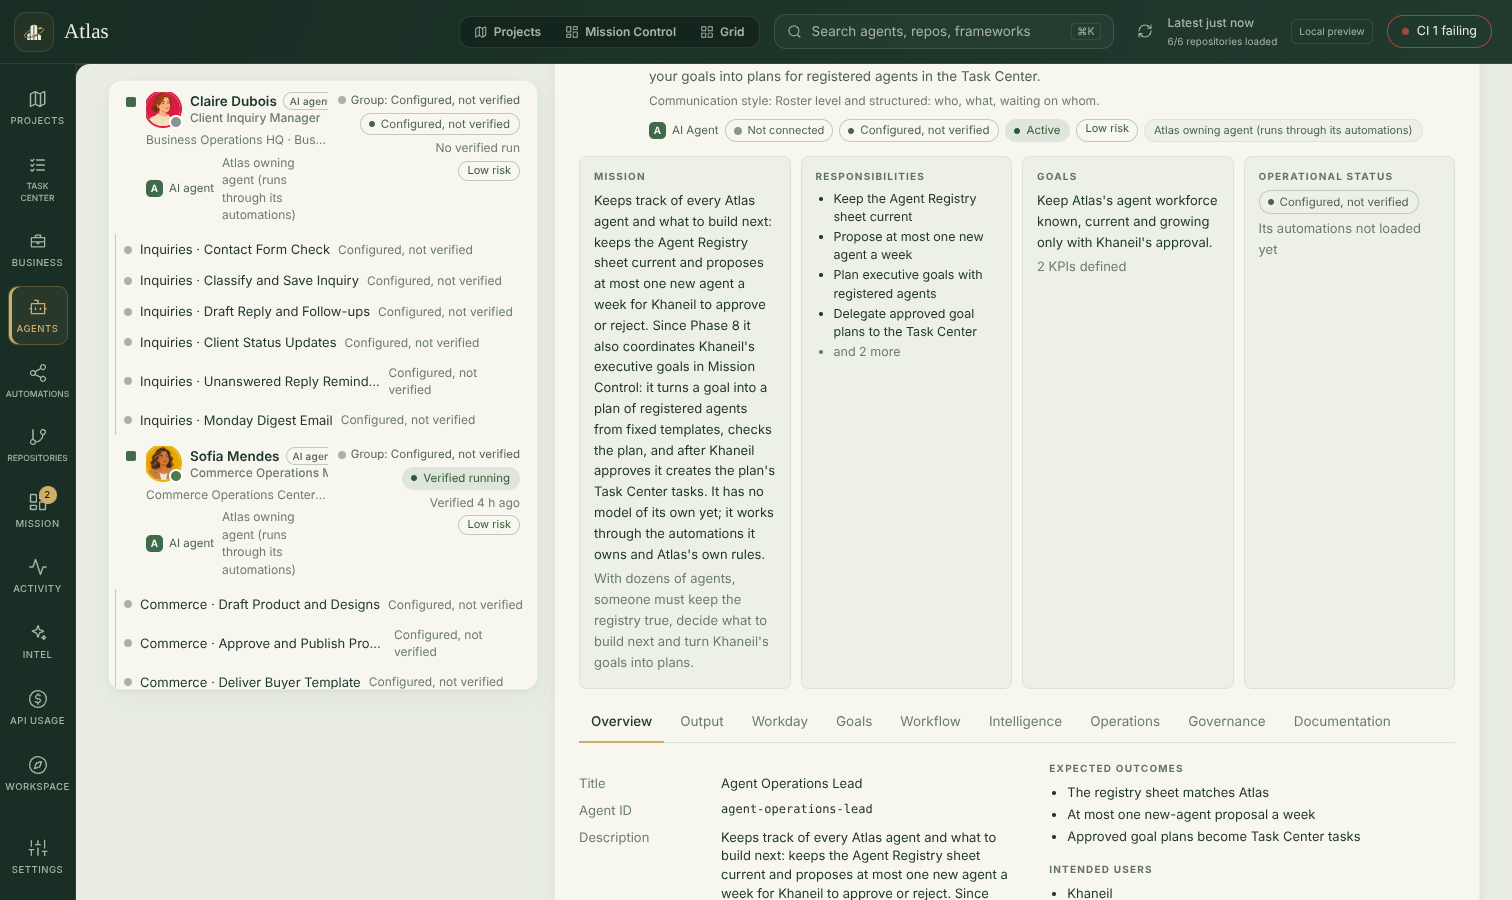 Atlas
Projects
Mission Control
Grid
Search agents, repos, frameworks
⌘K
Latest just now
6/6 repositories loaded
Local preview
CI 1 failing
PROJECTS
TASK
CENTER
BUSINESS
AGENTS
AUTOMATIONS
REPOSITORIES
2
MISSION
ACTIVITY
INTEL
API USAGE
WORKSPACE
SETTINGS
Claire Dubois
AI agen
Client Inquiry Manager
Business Operations HQ · Bus...
A
AI agent
Atlas owning
agent (runs
through its
automations)
Group: Configured, not verified
Configured, not verified
No verified run
Low risk
Inquiries · Contact Form Check Configured, not verified
Inquiries · Classify and Save Inquiry Configured, not verified
Inquiries · Draft Reply and Follow-ups Configured, not verified
Inquiries · Client Status Updates Configured, not verified
Inquiries · Unanswered Reply Remind... Configured, not
verified
Inquiries · Monday Digest Email Configured, not verified
Sofia Mendes
AI agen
Commerce Operations M
Commerce Operations Center...
A
AI agent
Atlas owning
agent (runs
through its
automations)
Group: Configured, not verified
Verified running
Verified 4 h ago
Low risk
Commerce · Draft Product and Designs Configured, not verified
Commerce · Approve and Publish Pro... Configured, not
verified
Commerce · Deliver Buyer Template Configured, not verified
your goals into plans for registered agents in the Task Center.
Communication style: Roster level and structured: who, what, waiting on whom.
A
AI Agent
Not connected
Configured, not verified
Active
Low risk
Atlas owning agent (runs through its automations)
MISSION
Keeps track of every Atlas
agent and what to build next:
keeps the Agent Registry
sheet current and proposes
at most one new agent a
week for Khaneil to approve
or reject. Since Phase 8 it
also coordinates Khaneil's
executive goals in Mission
Control: it turns a goal into a
plan of registered agents
from fixed templates, checks
the plan, and after Khaneil
approves it creates the plan's
Task Center tasks. It has no
model of its own yet; it works
through the automations it
owns and Atlas's own rules.
With dozens of agents,
someone must keep the
registry true, decide what to
build next and turn Khaneil's
goals into plans.
RESPONSIBILITIES
• Keep the Agent Registry
sheet current
• Propose at most one new
agent a week
• Plan executive goals with
registered agents
• Delegate approved goal
plans to the Task Center
• and 2 more
GOALS
Keep Atlas's agent workforce
known, current and growing
only with Khaneil's approval.
2 KPIs defined
OPERATIONAL STATUS
Configured, not verified
Its automations not loaded
yet
Overview
Output
Workday
Goals
Workflow
Intelligence
Operations
Governance
Documentation
Title
Agent Operations Lead
Agent ID
agent-operations-lead
Description
Keeps track of every Atlas agent and what to
build next: keeps the Agent Registry sheet
current and proposes at most one new agent a
week for Khaneil to approve or reject. Since
EXPECTED OUTCOMES
• The registry sheet matches Atlas
• At most one new-agent proposal a week
• Approved goal plans become Task Center tasks
INTENDED USERS
• Khaneil